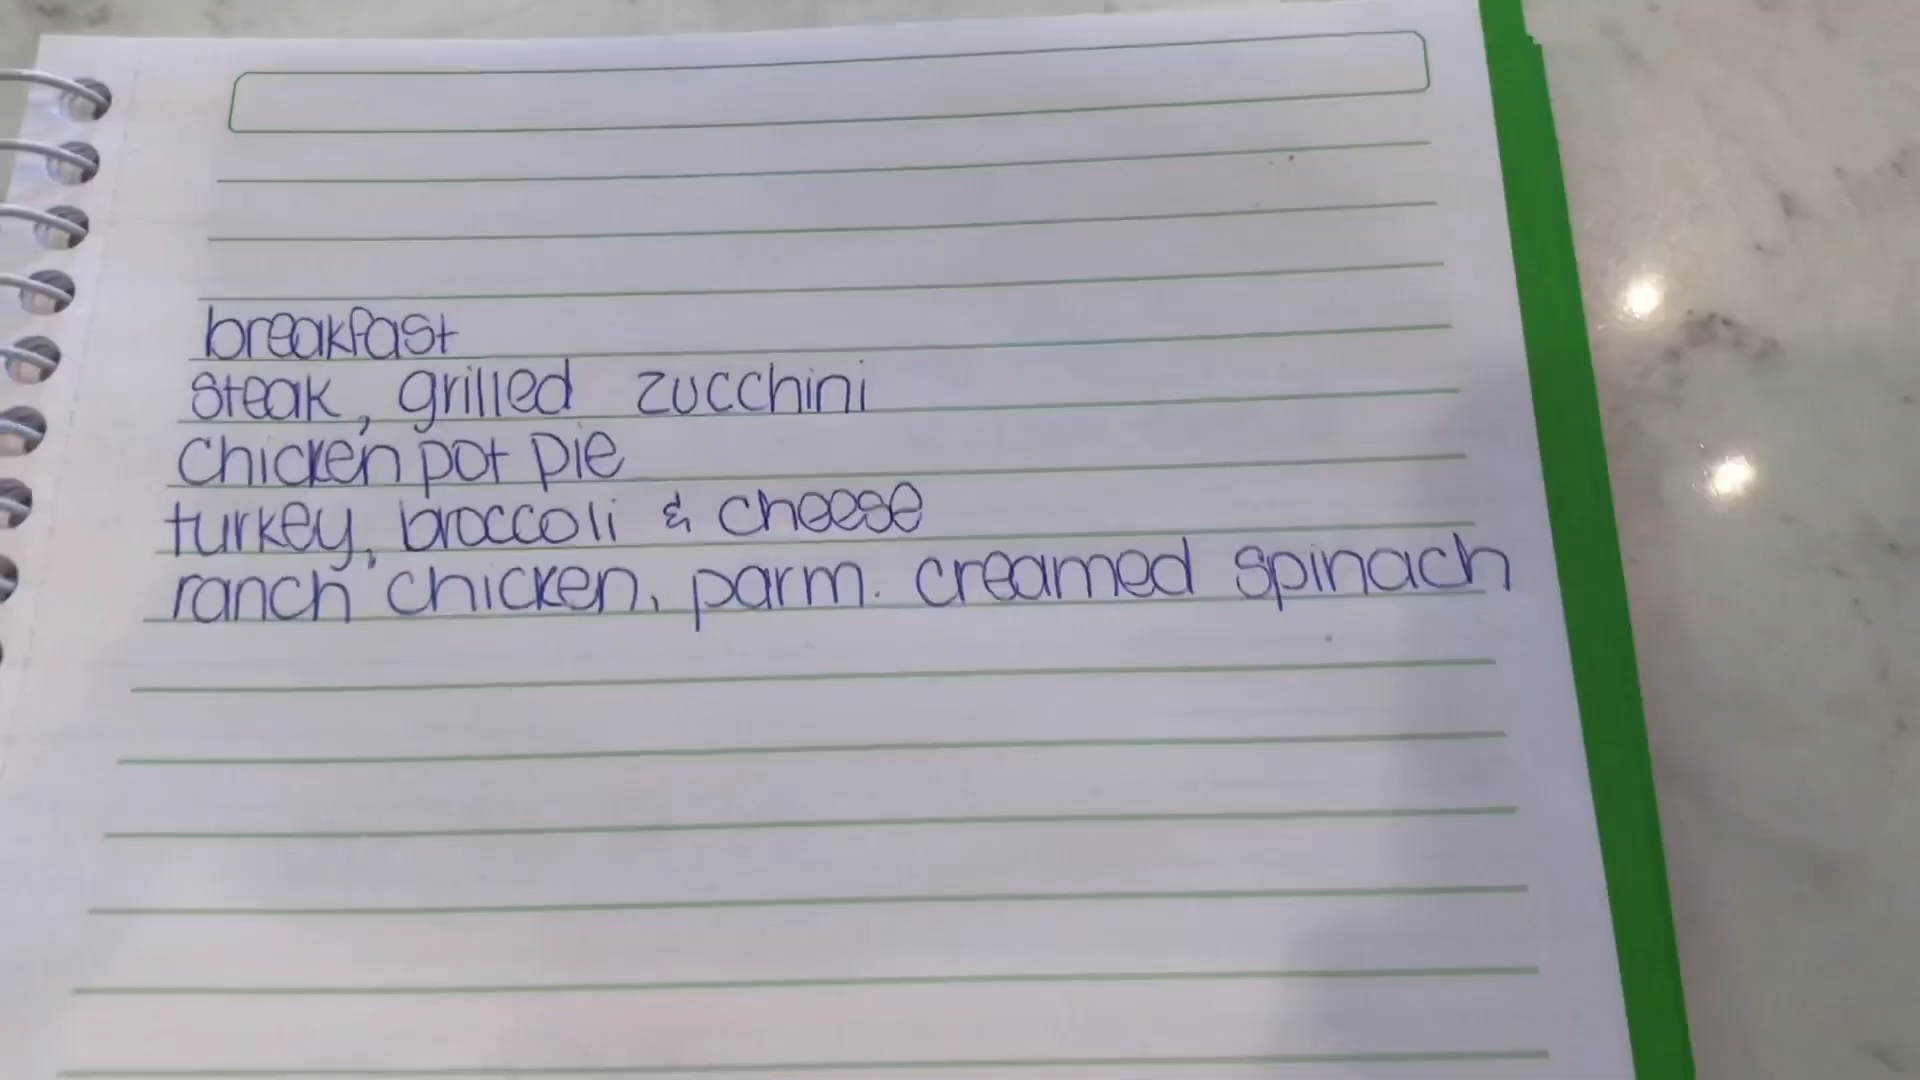 breakfast
steak, grilled zucchini
chicken pot pie
turkey, broccoli & cheese
ranch chicken, parm. creamed spinach